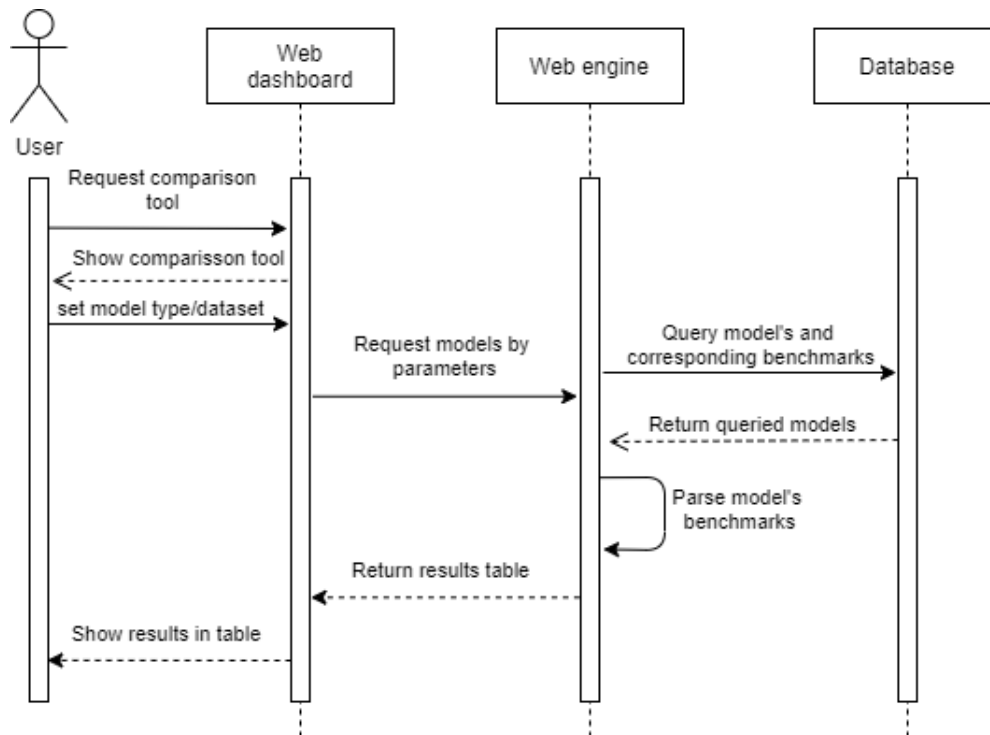 Web
dashboard
Web engine
Database
User
Request comparison
tool
Show comparisson tool
set model type/dataset
Request models by
parameters
Query model's and
corresponding benchmarks
Return queried models
Parse model's
benchmarks
Return results table
Show results in table